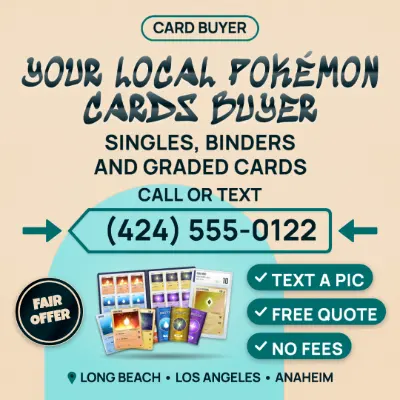 CARD BUYER
YOUR LOCAL POKÉMON
CARDS BUYER
SINGLES, BINDERS
AND GRADED CARDS
CALL OR TEXT
(424) 555-0122
TEXT A PIC
FREE QUOTE
NO FEES
FAIR
OFFER
LONG BEACH • LOS ANGELES • ANAHEIM